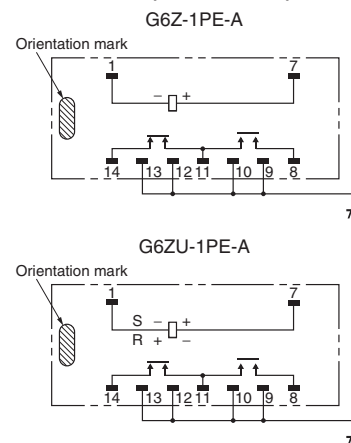 G6Z-1PE-A
Orientation mark
1 7
− +
14 13 12 11 10 9 8
G6ZU-1PE-A
Orientation mark
1 7
S − +
R + −
14 13 12 11 10 9 8